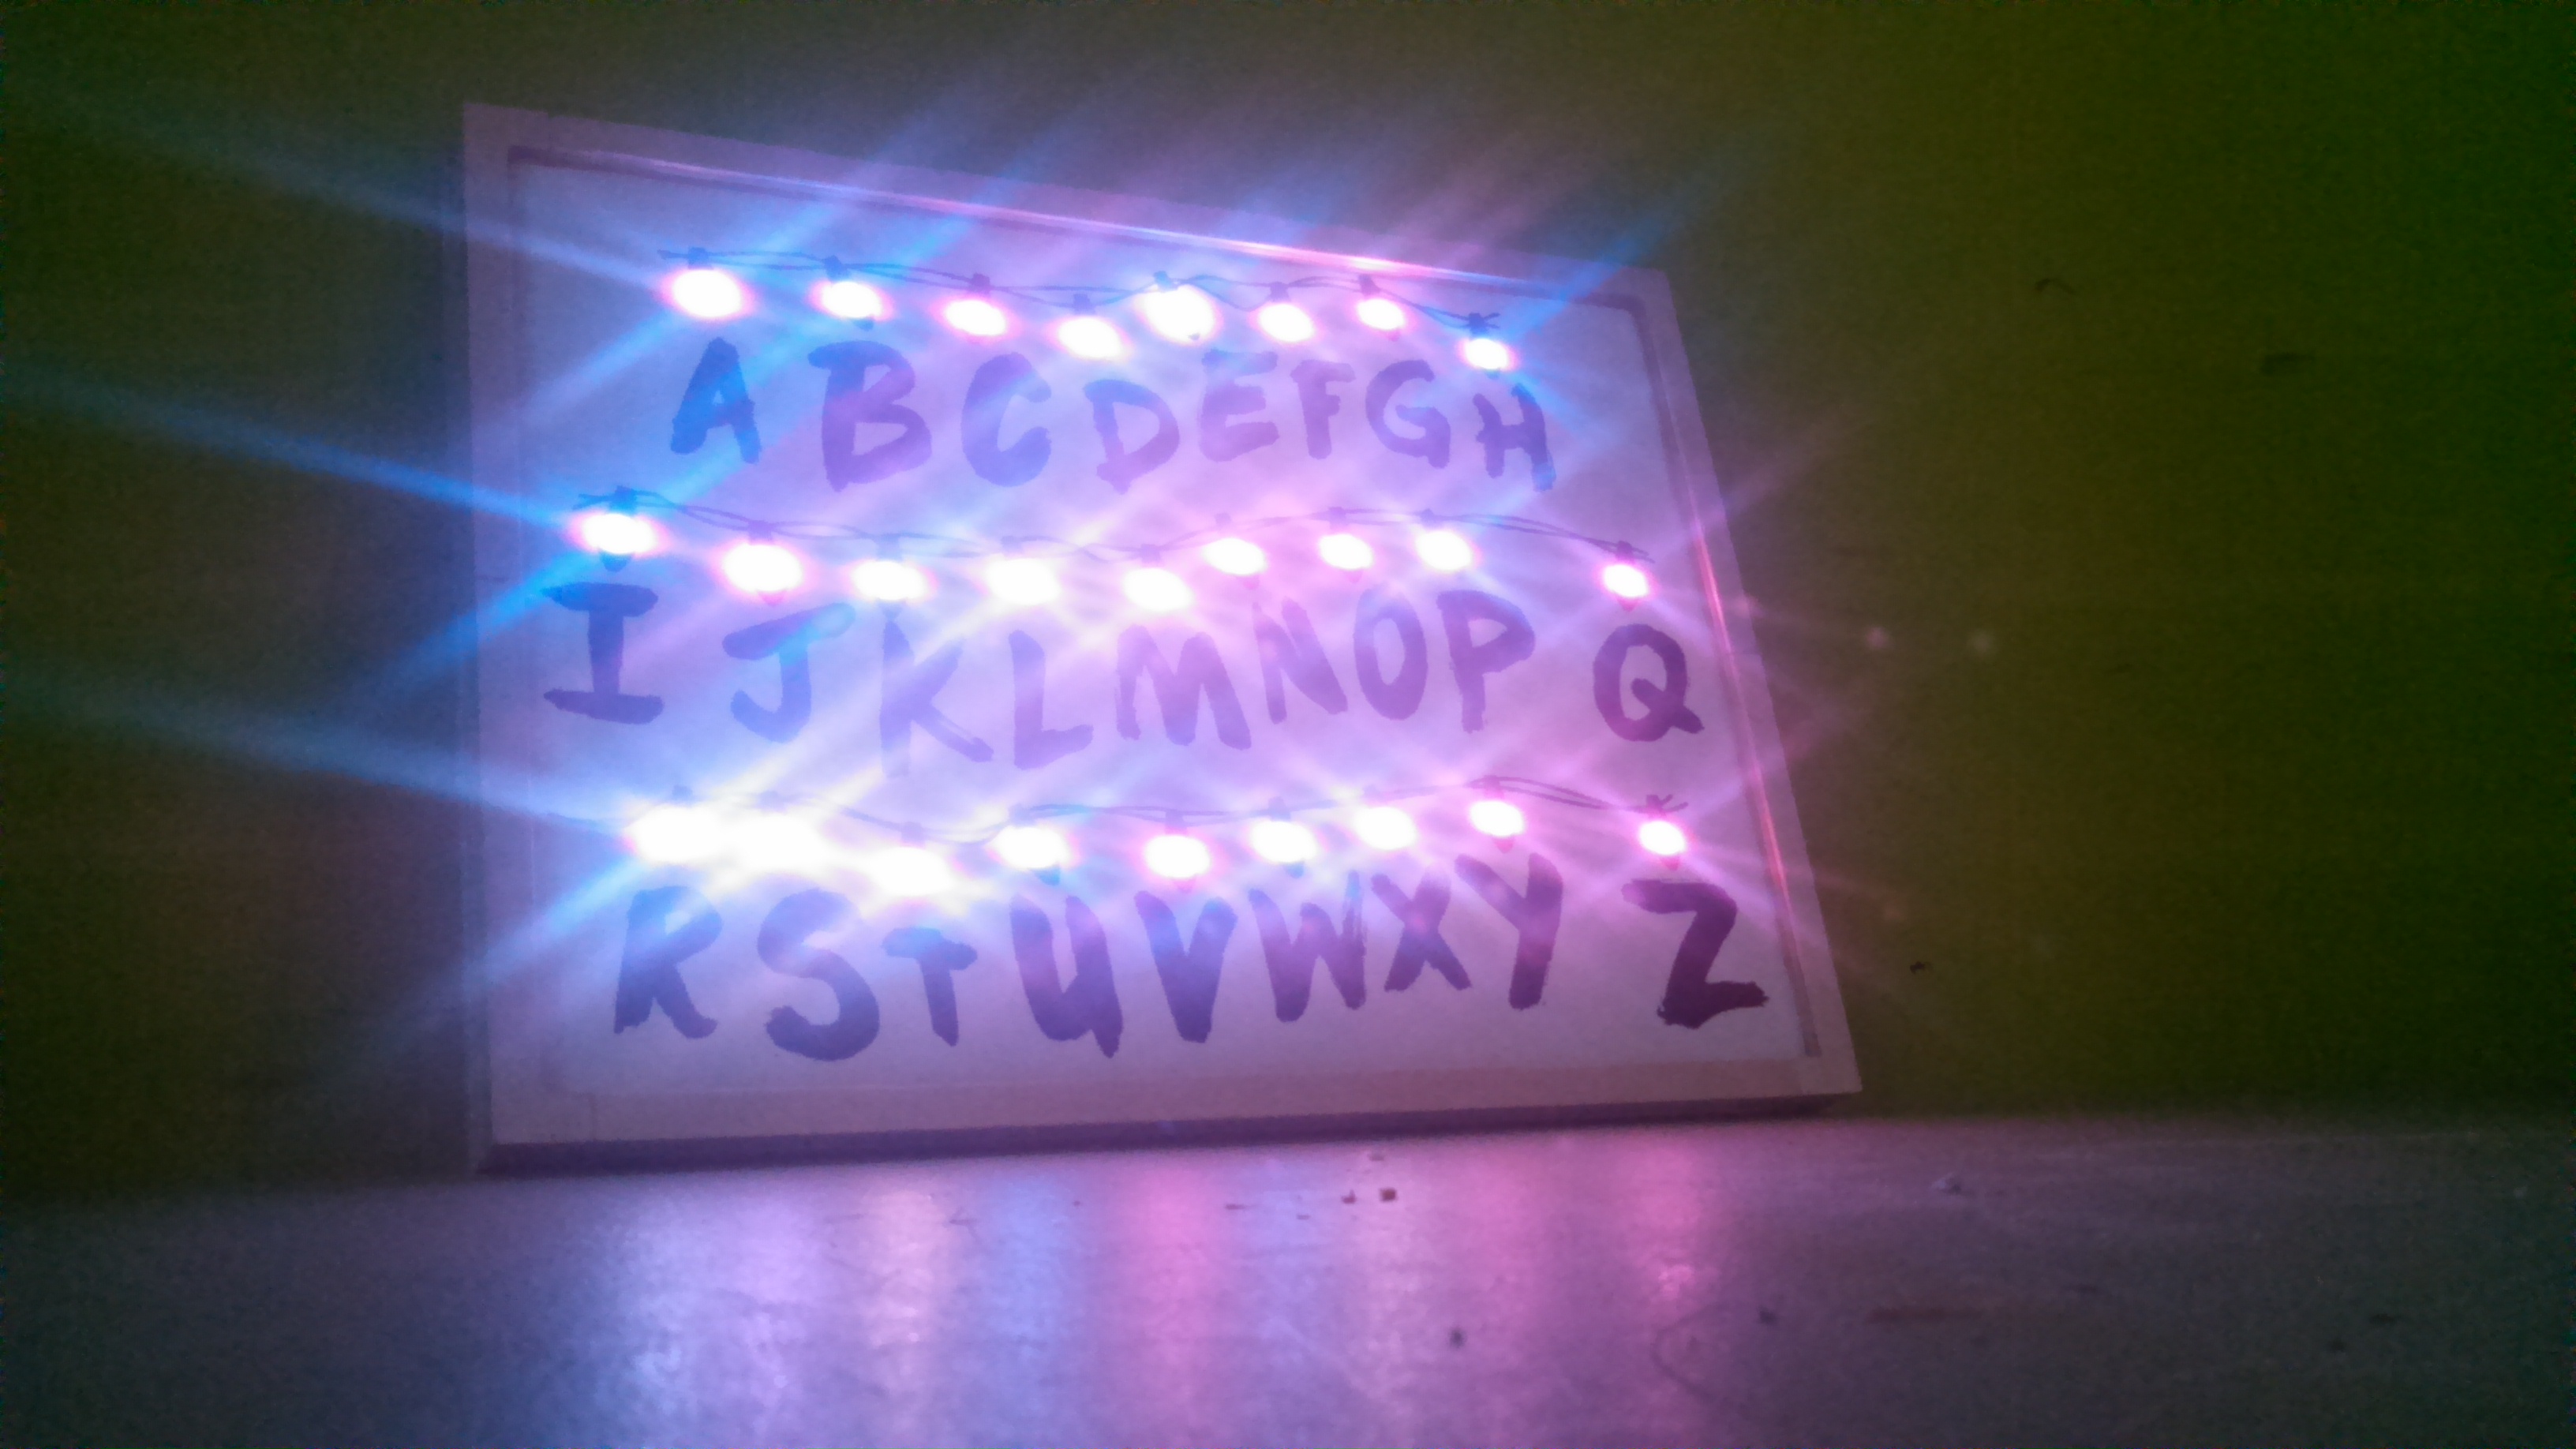 A B C D E F G H
I J K L M N O P Q
R S T U V W X Y Z